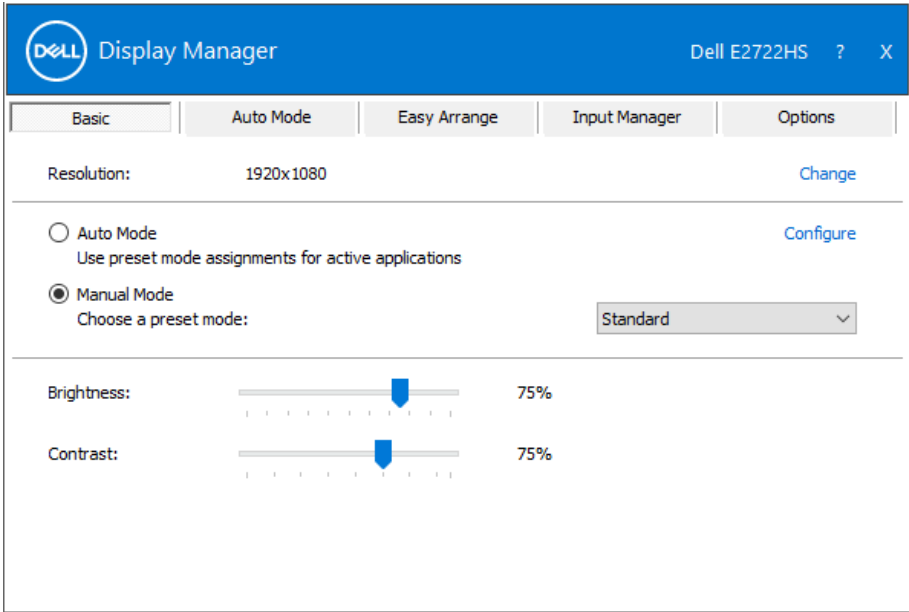 DELL Display Manager Dell E2722HS ? X
Basic Auto Mode Easy Arrange Input Manager Options
Resolution: 1920x1080 Change
Auto Mode Configure
Use preset mode assignments for active applications
Manual Mode
Choose a preset mode: Standard
Brightness: 75%
Contrast: 75%